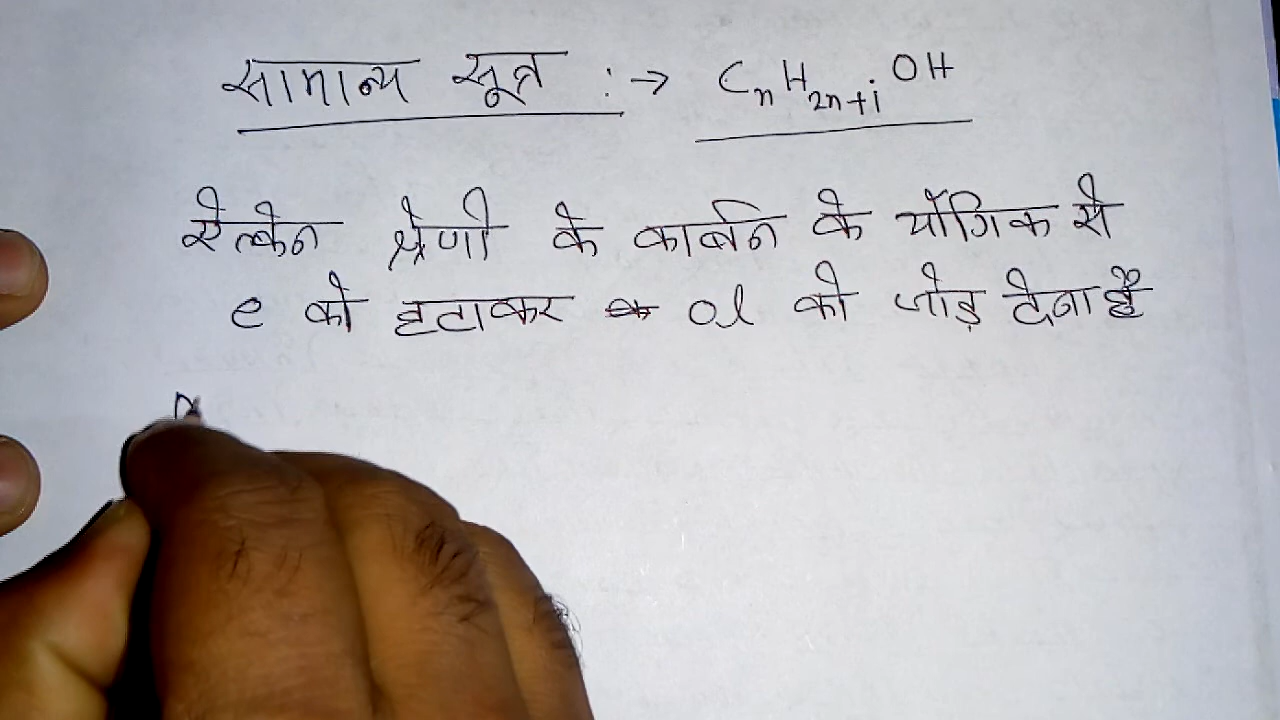 सामान्य सूत्र :→ CnH2n+1OH
ऐल्केन श्रेणी के कार्बन के यौगिक से
e को हटाकर ol को जोड़ देना है